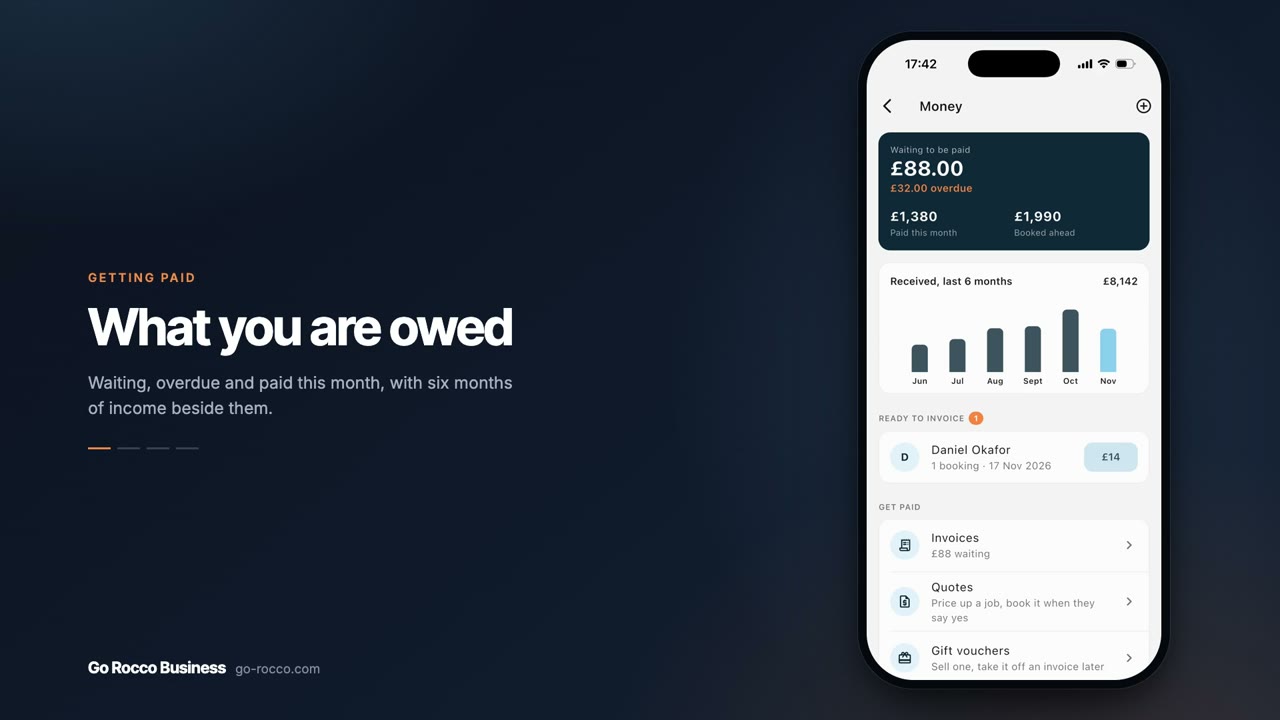 GETTING PAID
What you are owed
Waiting, overdue and paid this month, with six months
of income beside them.
Go Rocco Business go-rocco.com
17:42
Money
Waiting to be paid
£88.00
£32.00 overdue
£1,380 £1,990
Paid this month Booked ahead
Received, last 6 months £8,142
Jun Jul Aug Sept Oct Nov
READY TO INVOICE 1
D
Daniel Okafor
1 booking · 17 Nov 2026
£14
GET PAID
Invoices
£88 waiting
Quotes
Price up a job, book it when they
say yes
Gift vouchers
Sell one, take it off an invoice later